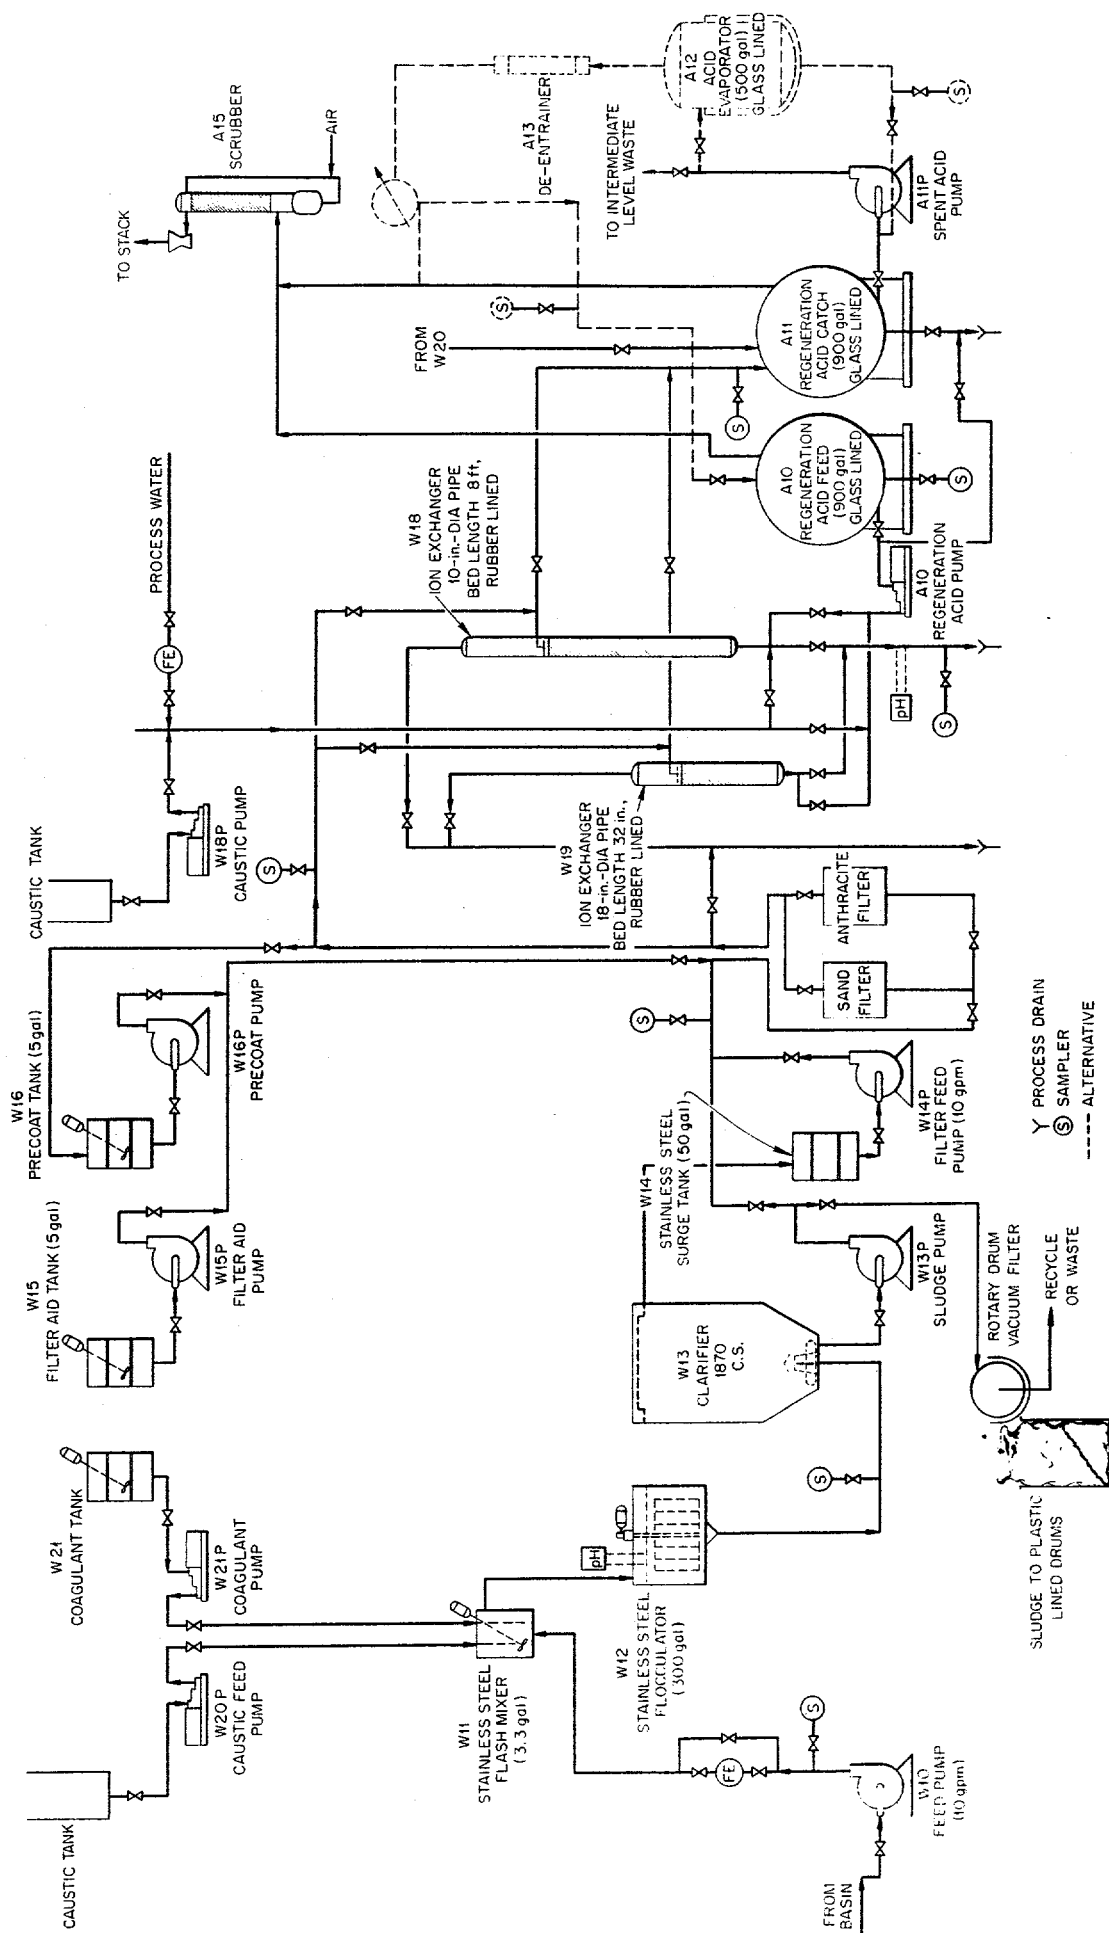 CAUSTIC TANK
W20P
CAUSTIC FEED
PUMP
W21
COAGULANT TANK
W21P
COAGULANT
PUMP
W11
STAINLESS STEEL
FLASH MIXER
(3.3 gal)
FROM
BASIN
W10
FEED PUMP
(10 gpm)
FE
S
pH
W12
STAINLESS STEEL
FLOCCULATOR
(300 gal)
S
W13
CLARIFIER
1870
C.S.
W13P
SLUDGE PUMP
SLUDGE TO PLASTIC
LINED DRUMS
ROTARY DRUM
VACUUM FILTER
RECYCLE
OR WASTE
W14
STAINLESS STEEL
SURGE TANK (50 gal)
W14P
FILTER FEED
PUMP (10 gpm)
S
W15
FILTER AID TANK (5gal)
W15P
FILTER AID
PUMP
W16
PRECOAT TANK (5gal)
W16P
PRECOAT PUMP
SAND
FILTER
ANTHRACITE
FILTER
CAUSTIC TANK
W18P
CAUSTIC PUMP
S
FE
PROCESS WATER
W19
ION EXCHANGER
18-in.-DIA PIPE
BED LENGTH 32 in.,
RUBBER LINED
W18
ION EXCHANGER
10-in.-DIA PIPE
BED LENGTH 8 ft,
RUBBER LINED
pH
S
A10
REGENERATION
ACID PUMP
A10
REGENERATION
ACID FEED
(900 gal)
GLASS LINED
S
A11
REGENERATION
ACID CATCH
(900 gal)
GLASS LINED
S
FROM
W20
S
TO STACK
A15
SCRUBBER
AIR
A13
DE-ENTRAINER
A12
ACID
EVAPORATOR
(500 gal)
GLASS LINED
S
TO INTERMEDIATE
LEVEL WASTE
A11P
SPENT ACID
PUMP
PROCESS DRAIN
S SAMPLER
ALTERNATIVE